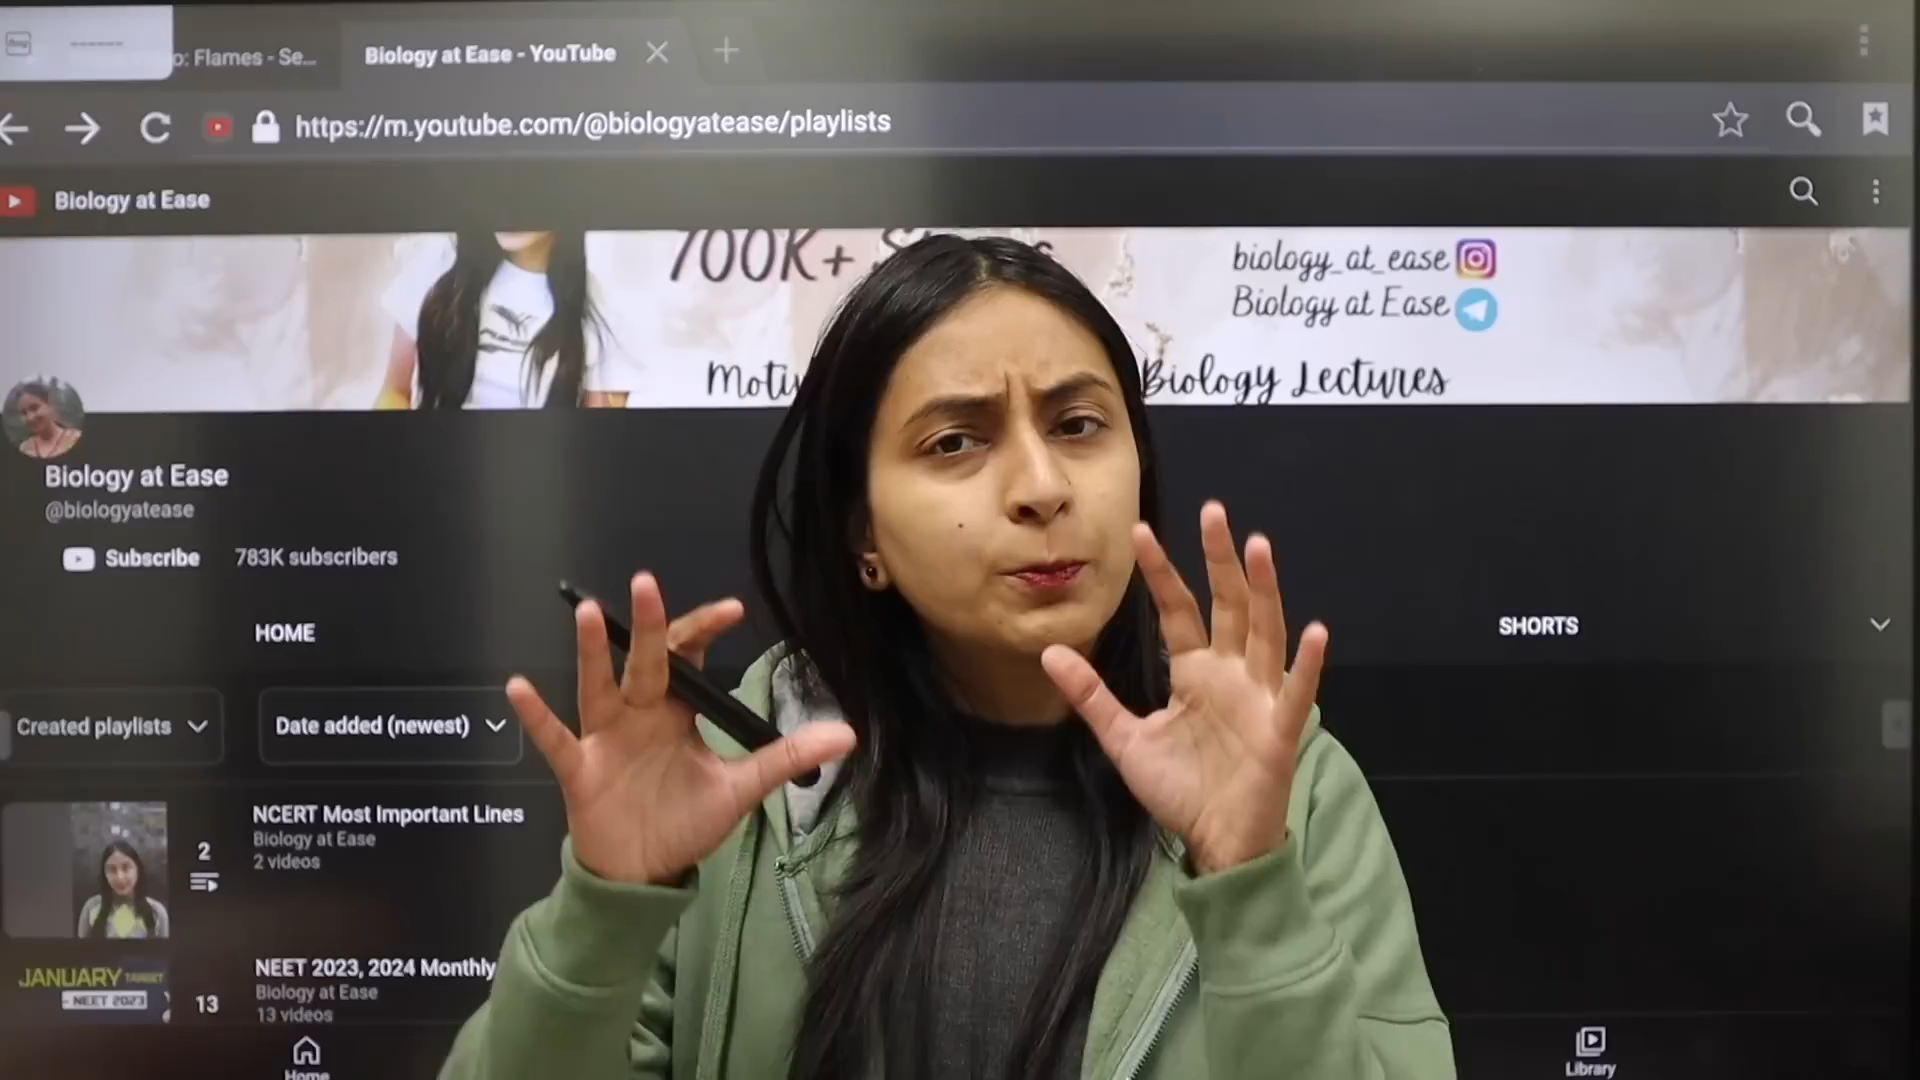 o: Flames - Se...
Biology at Ease - YouTube
https://m.youtube.com/@biologyatease/playlists
Biology at Ease
700K+
biology_at_ease
Biology at Ease
Biology Lectures
Biology at Ease
@biologyatease
Subscribe
783K subscribers
HOME
SHORTS
Created playlists
Date added (newest)
NCERT Most Important Lines
Biology at Ease
2 videos
2
NEET 2023, 2024 Monthly
Biology at Ease
13 videos
JANUARY TARGET
- NEET 2023
13
Home
Library